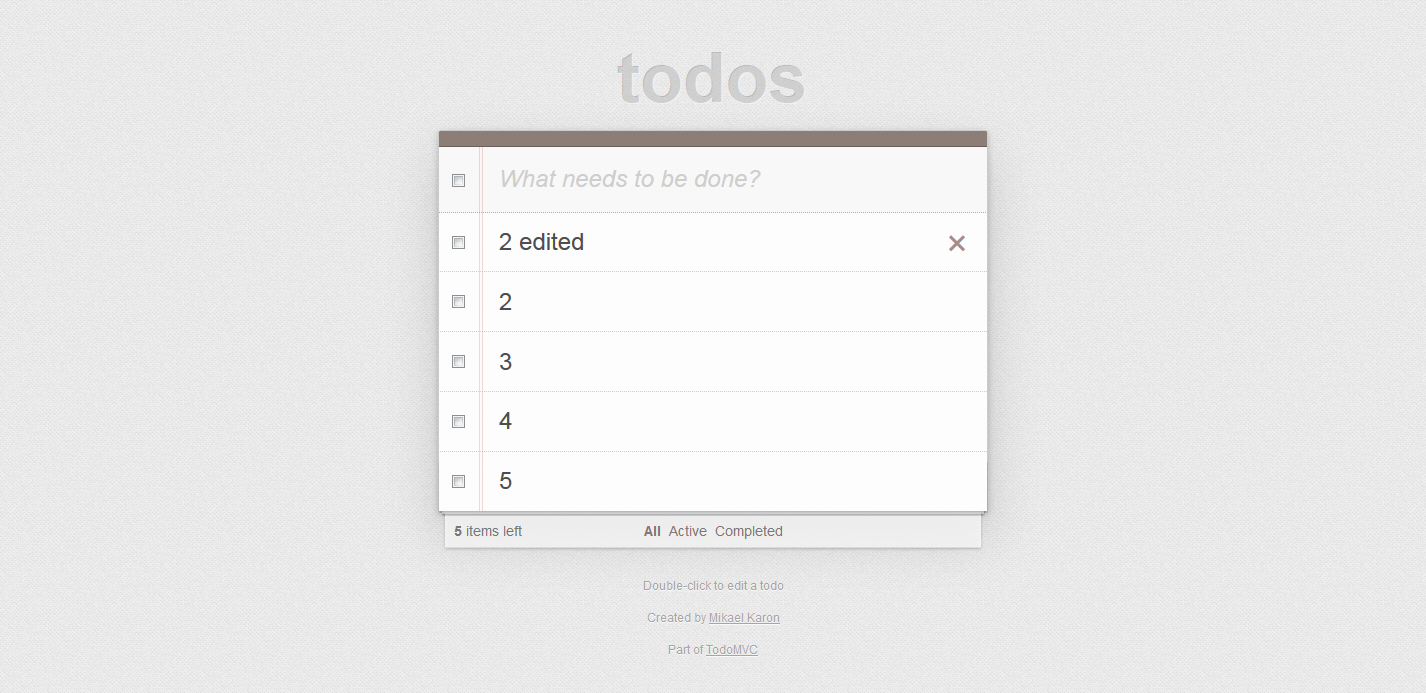 todos
What needs to be done?
2 edited
2
3
4
5
5 items left All Active Completed
Double-click to edit a todo
Created by Mikael Karon
Part of TodoMVC